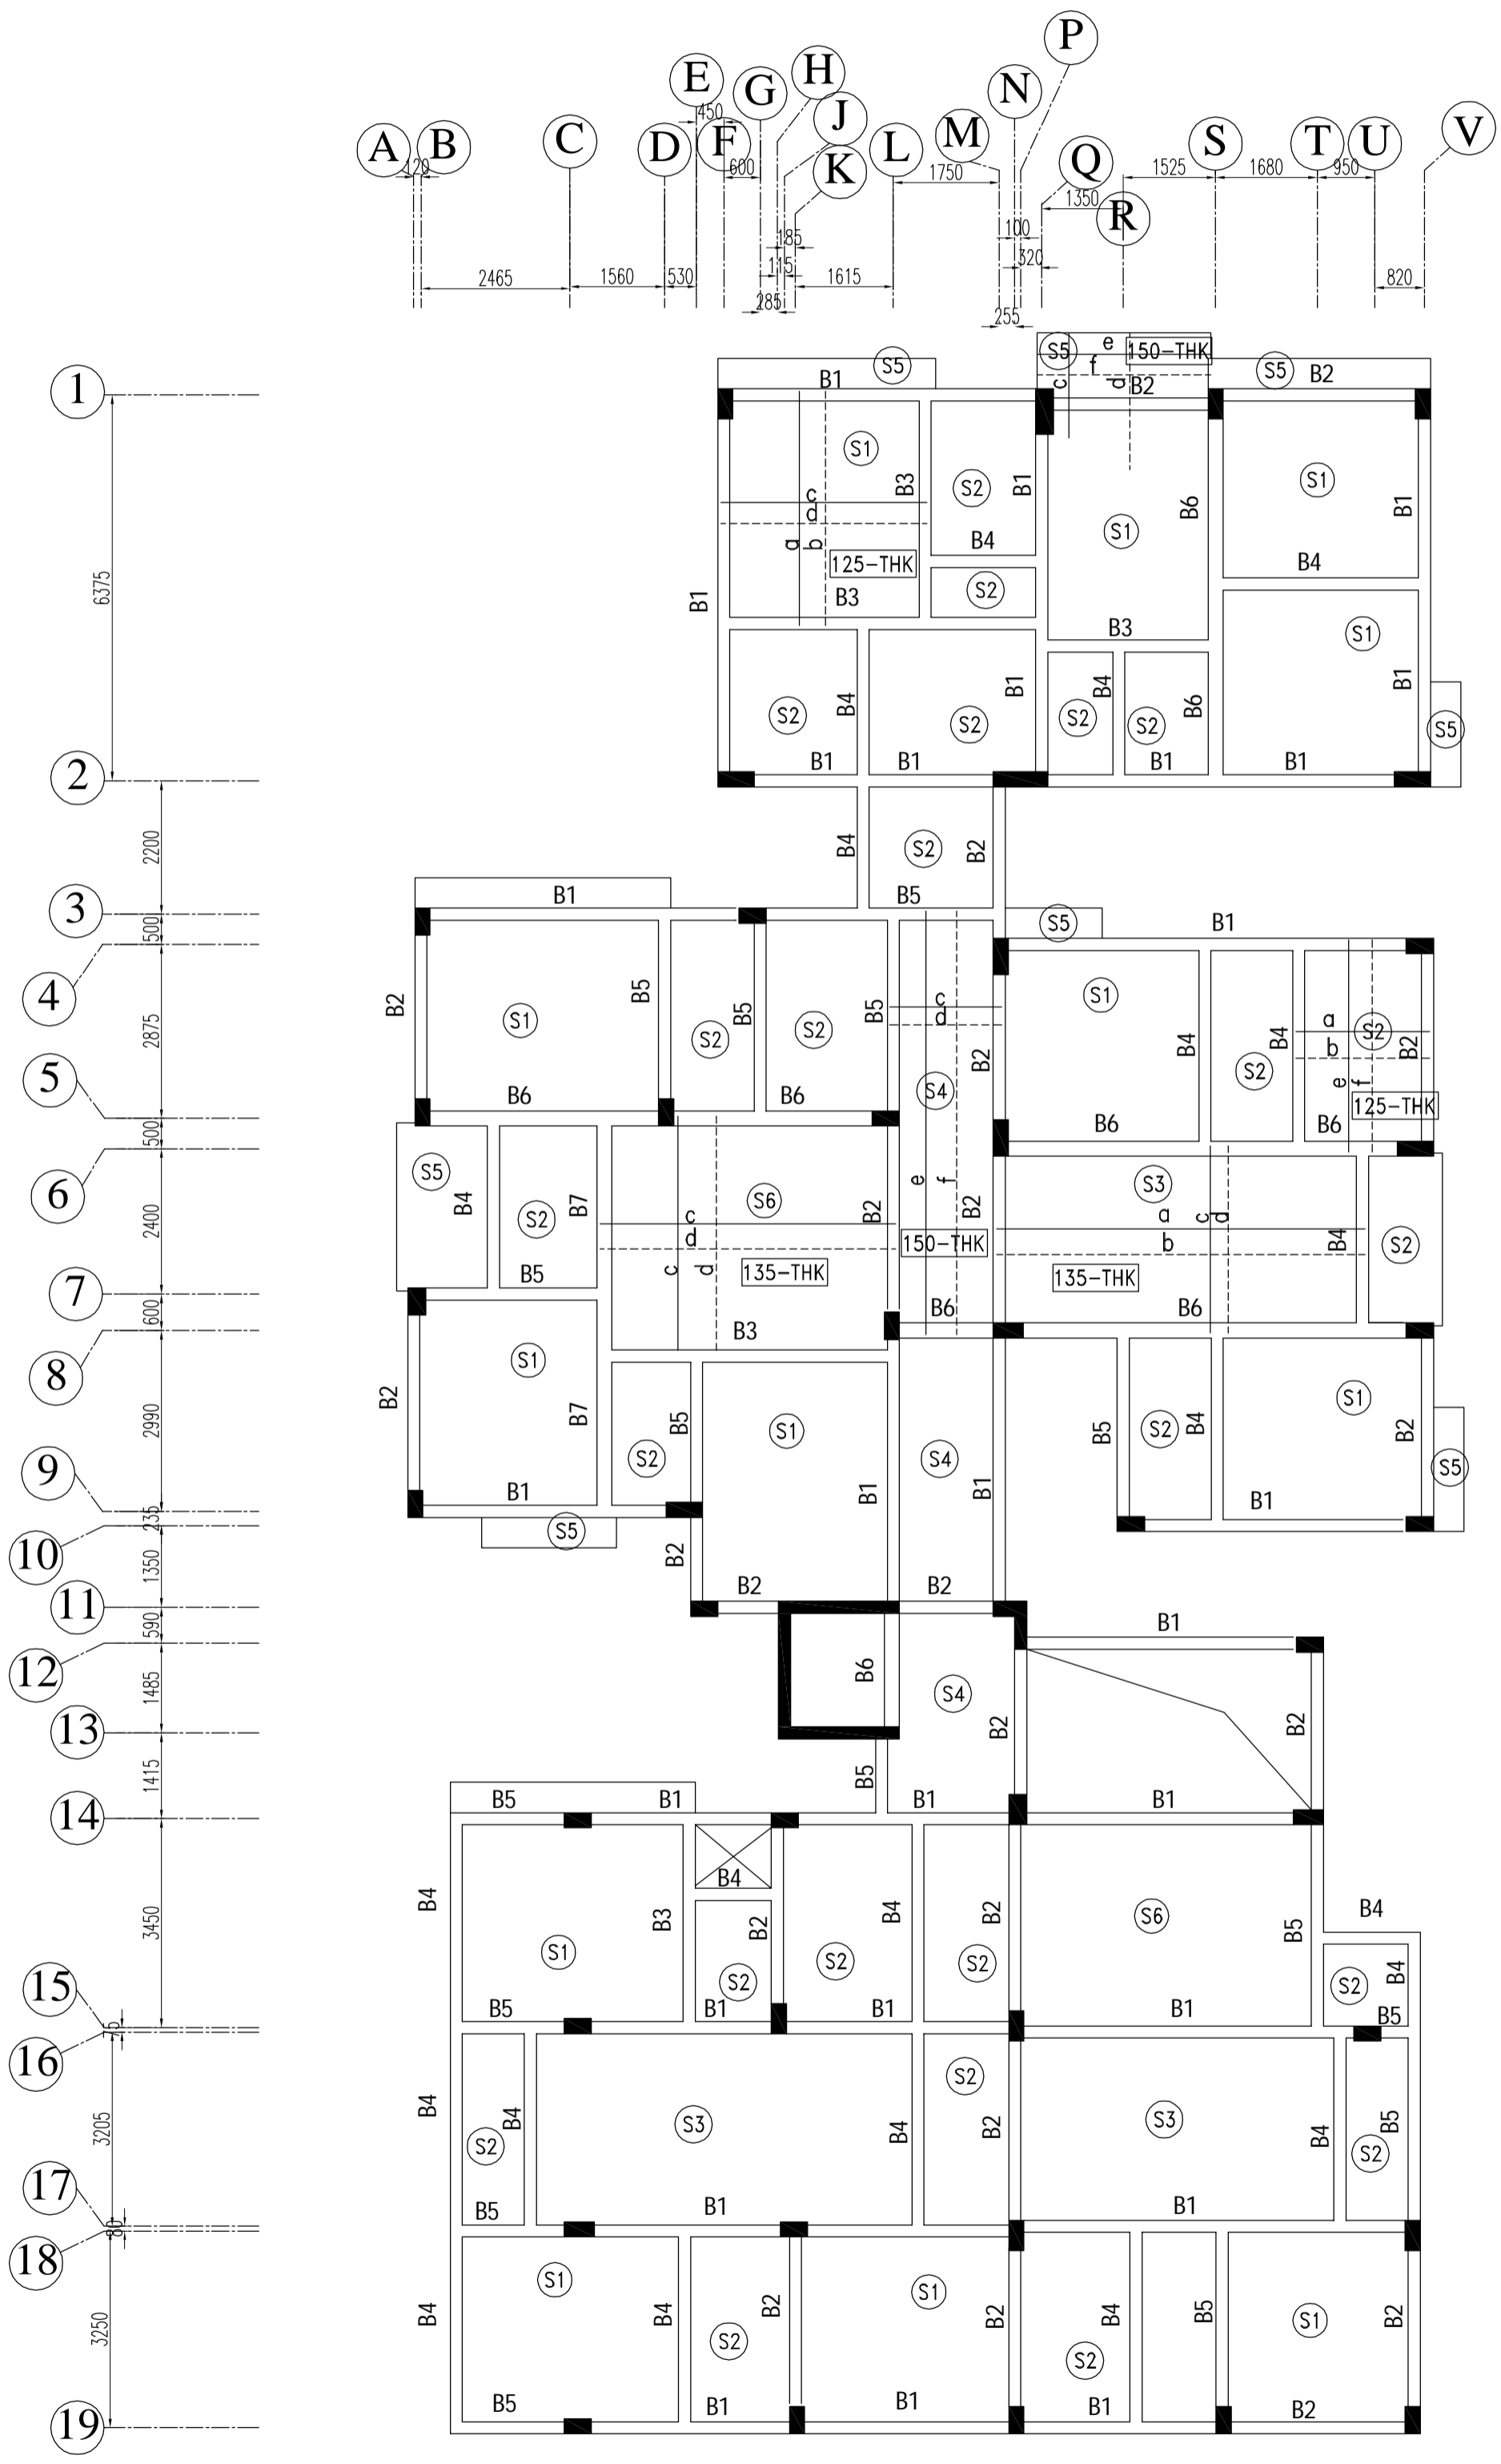 P
E
H
G
N
J
A
B
C
D
F
K
L
M
Q
S
T
U
V
R
450
120
600
1750
1525
1680
950
1350
185
100
115
320
2465
1560
530
1615
820
285
255
1
6375
2
2200
3
500
4
2875
5
500
6
2400
7
600
8
2990
9
235
10
1350
11
590
12
1485
13
1415
14
3450
15
75
16
3205
17
80
18
3250
19
S5
e
150-THK
f
c
d
B2
S5
B1
S5
B2
S1
B3
S2
B1
B6
S1
B1
c
d
a
b
125-THK
B4
S1
B4
S2
B3
B1
B3
S1
S2
B4
S2
B1
S2
B4
S2
B6
B1
S5
B1
B1
B1
B1
B4
S2
B2
B5
B1
S5
B1
B2
S1
B5
S2
B5
S2
B5
c
d
S4
B2
S1
B4
S2
B4
a
b
S2
B2
e
f
125-THK
B6
B6
B6
B6
S5
B4
S2
B7
B5
S6
c
d
c
d
135-THK
B3
B2
e
f
B2
150-THK
B6
S3
a
b
c
d
135-THK
B6
B4
S2
B2
S1
B7
B1
S2
B5
S1
B1
S4
B1
B5
S2
B4
S1
B2
B1
S5
S5
B2
B2
B2
B6
S4
B2
B1
B2
B5
B1
B1
B5
B1
B4
S1
B3
B4
S2
B2
S2
B4
S2
B2
S6
B5
B4
S2
B4
B5
B1
B1
B1
B5
B4
S2
B4
B5
S3
B4
B1
S2
B2
S3
B4
B1
S2
B5
B4
S1
B4
S2
B2
S1
B2
S2
B4
B5
S1
B2
B5
B1
B1
B1
B2